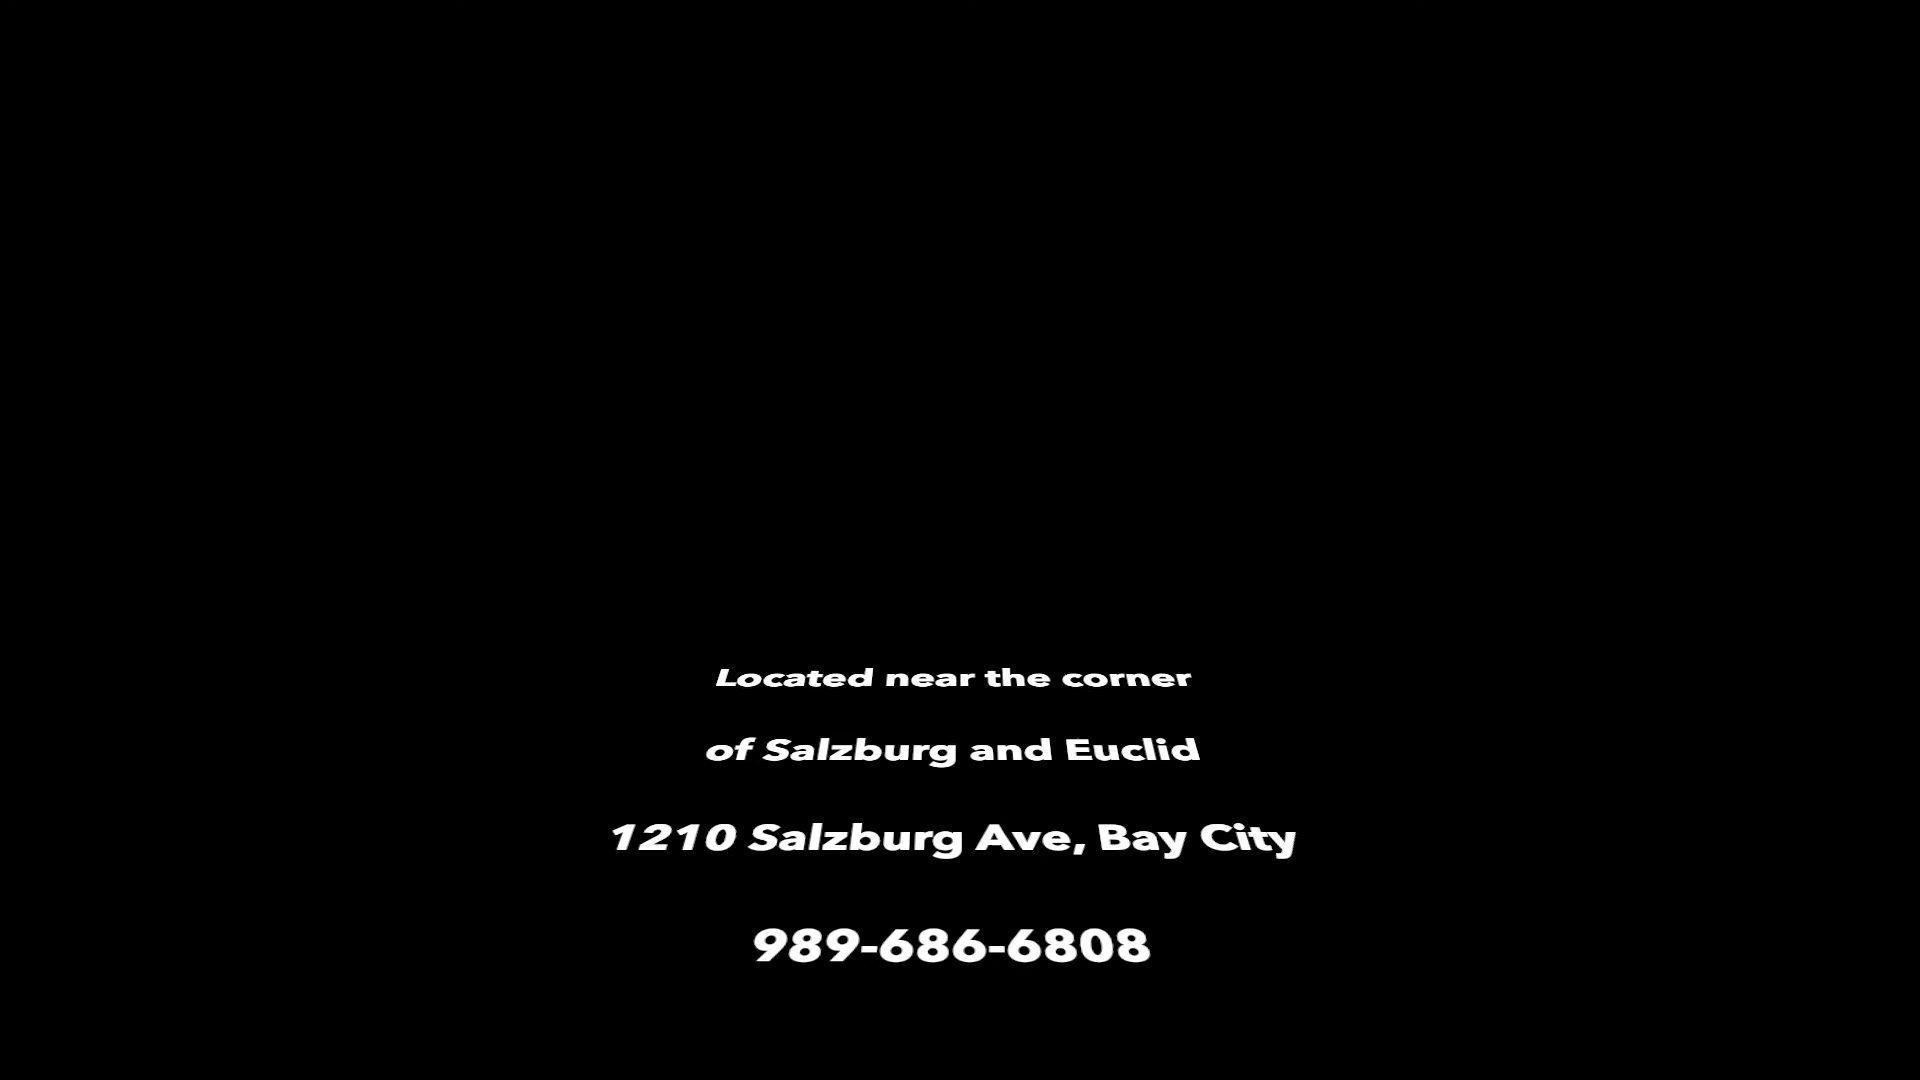 Located near the corner
of Salzburg and Euclid
1210 Salzburg Ave, Bay City
989-686-6808